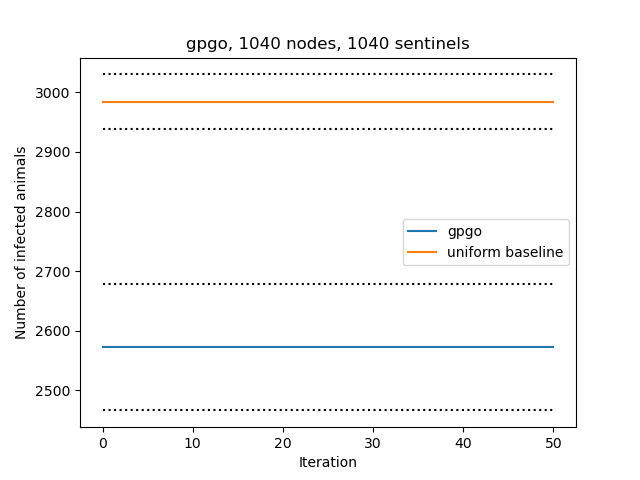 gpgo, 1040 nodes, 1040 sentinels
3000
2900
2800
2700
2600
2500
Number of infected animals
gpgo
uniform baseline
0 10 20 30 40 50
Iteration